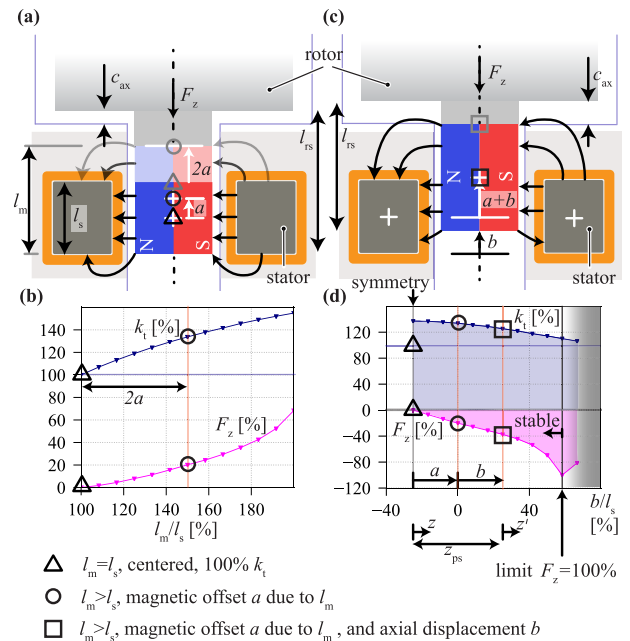 (a)
(c)
rotor
c_ax
F_z
c_ax
F_z
l_rs
l_rs
l_m
l_s
2a
a
N
S
N
S
a+b
b
stator
stator
symmetry
(b)
(d)
k_t [%]
F_z [%]
2a
140
120
100
80
60
40
20
0
100
120
140
160
180
l_m/l_s [%]
k_t [%]
F_z [%]
stable
a
b
120
80
40
0
−40
−80
−120
0
40
b/l_s
[%]
z
z'
z_ps
limit F_z=100%
l_m=l_s, centered, 100% k_t
l_m>l_s, magnetic offset a due to l_m
l_m>l_s, magnetic offset a due to l_m, and axial displacement b